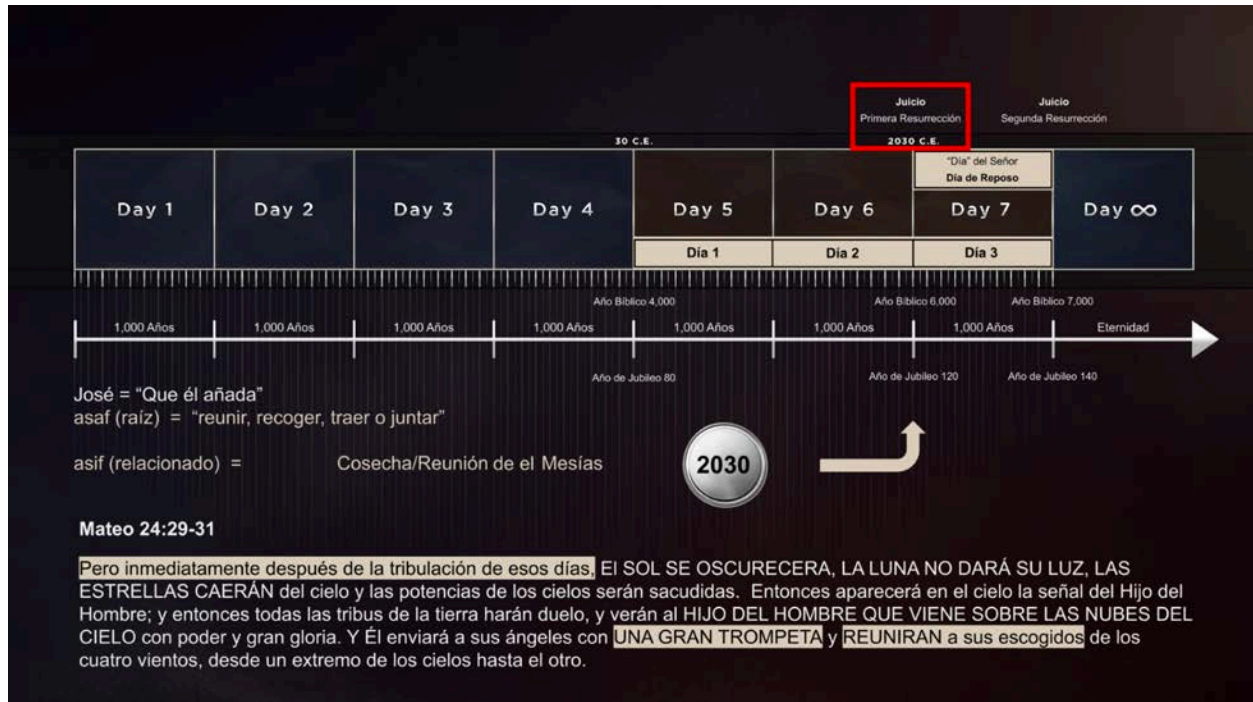 Juicio Juicio
Primera Resurrección Segunda Resurrección
30 C.E. 2030 C.E.
"Día" del Señor
Día de Reposo
Day 1 Day 2 Day 3 Day 4 Day 5 Day 6 Day 7 Day ∞
Día 1 Día 2 Día 3
Año Bíblico 4,000 Año Bíblico 6,000 Año Bíblico 7,000
1,000 Años 1,000 Años 1,000 Años 1,000 Años 1,000 Años 1,000 Años 1,000 Años Eternidad
Año de Jubileo 80 Año de Jubileo 120 Año de Jubileo 140
José = "Que él añada"
asaf (raíz) = "reunir, recoger, traer o juntar"
asif (relacionado) = Cosecha/Reunión de el Mesías
2030
Mateo 24:29-31
Pero inmediatamente después de la tribulación de esos días, El SOL SE OSCURECERA, LA LUNA NO DARÁ SU LUZ, LAS
ESTRELLAS CAERÁN del cielo y las potencias de los cielos serán sacudidas. Entonces aparecerá en el cielo la señal del Hijo del
Hombre; y entonces todas las tribus de la tierra harán duelo, y verán al HIJO DEL HOMBRE QUE VIENE SOBRE LAS NUBES DEL
CIELO con poder y gran gloria. Y Él enviará a sus ángeles con UNA GRAN TROMPETA y REUNIRAN a sus escogidos de los
cuatro vientos, desde un extremo de los cielos hasta el otro.